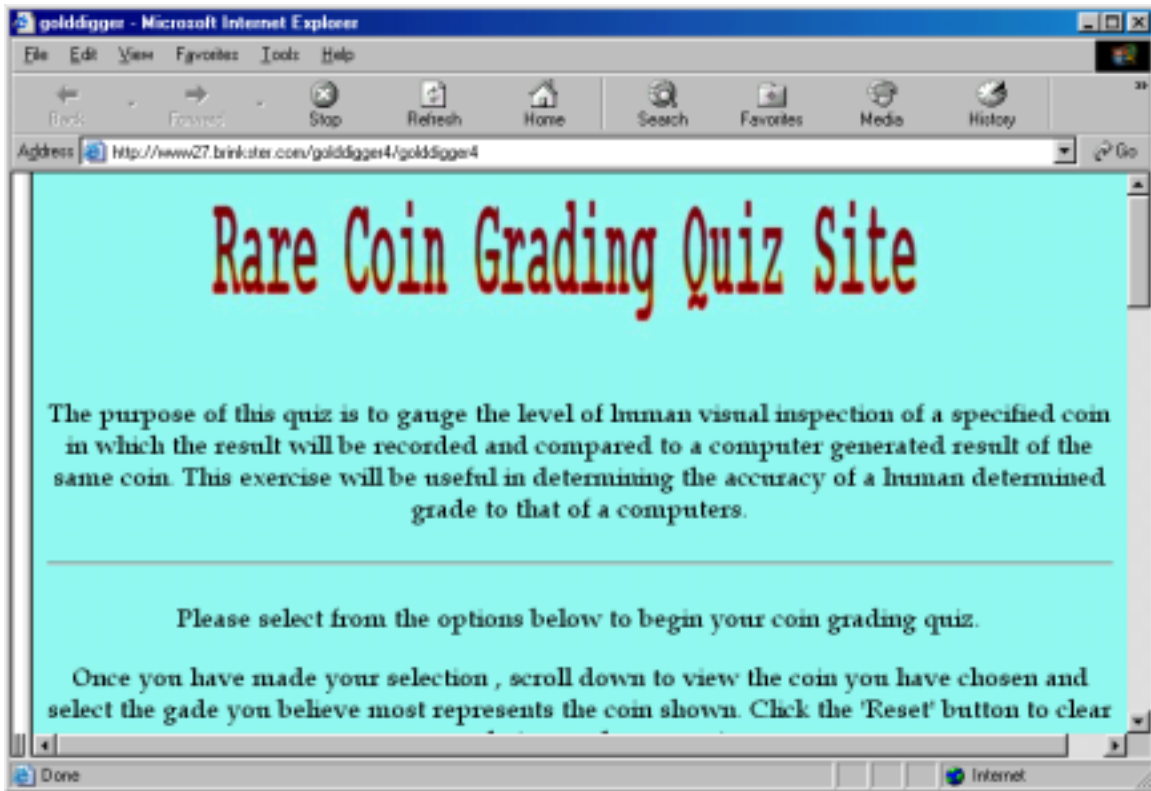 golddigger - Microsoft Internet Explorer
File Edit View Favorites Tools Help
Back Forward Stop Refresh Home Search Favorites Media History
Address http://www27.brinkster.com/golddigger4/golddigger4 Go
Rare Coin Grading Quiz Site
The purpose of this quiz is to gauge the level of human visual inspection of a specified coin
in which the result will be recorded and compared to a computer generated result of the
same coin. This exercise will be useful in determining the accuracy of a human determined
grade to that of a computers.
Please select from the options below to begin your coin grading quiz.
Once you have made your selection , scroll down to view the coin you have chosen and
select the gade you believe most represents the coin shown. Click the 'Reset' button to clear
Done Internet